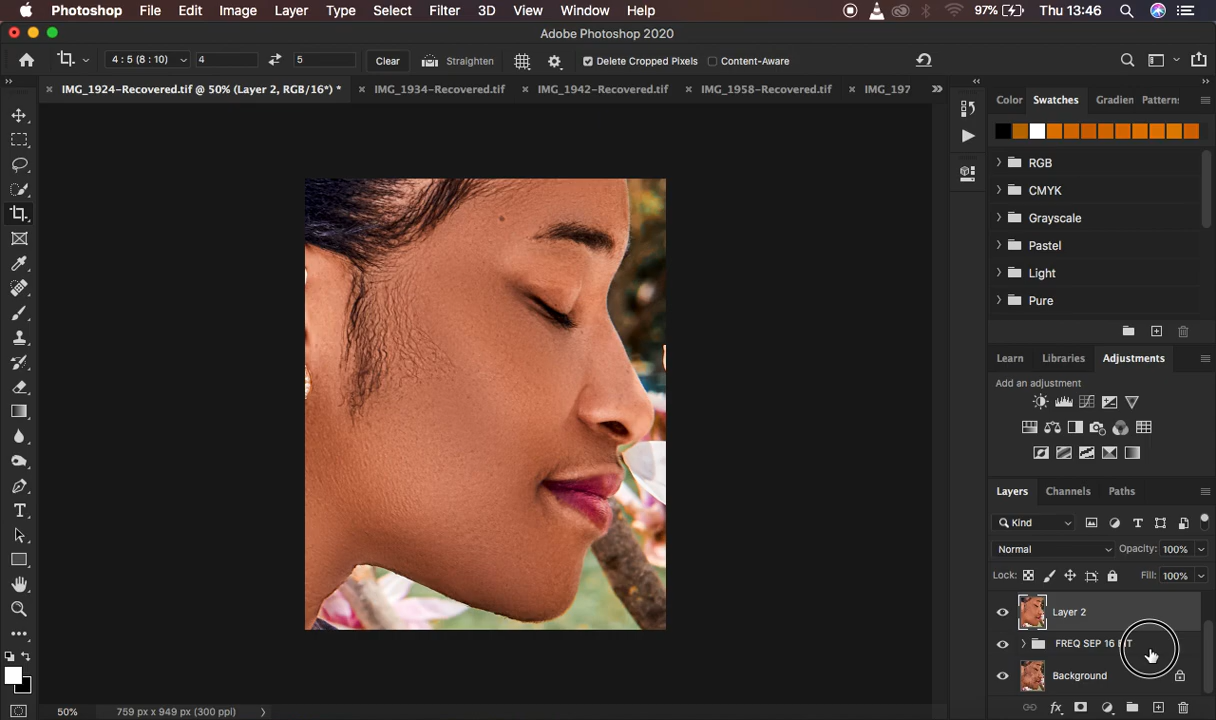 Photoshop File Edit Image Layer Type Select Filter 3D View Window Help 97% Thu 13:46
Adobe Photoshop 2020
4 : 5 (8 : 10) 4 5 Clear Straighten Delete Cropped Pixels Content-Aware
IMG_1924-Recovered.tif @ 50% (Layer 2, RGB/16*) * IMG_1934-Recovered.tif IMG_1942-Recovered.tif IMG_1958-Recovered.tif IMG_197
Color Swatches Gradien Pattern:
RGB
CMYK
Grayscale
Pastel
Light
Pure
Learn Libraries Adjustments
Add an adjustment
Layers Channels Paths
Kind
Normal Opacity: 100%
Lock: Fill: 100%
Layer 2
FREQ SEP 16
Background
50% 759 px x 949 px (300 ppi)